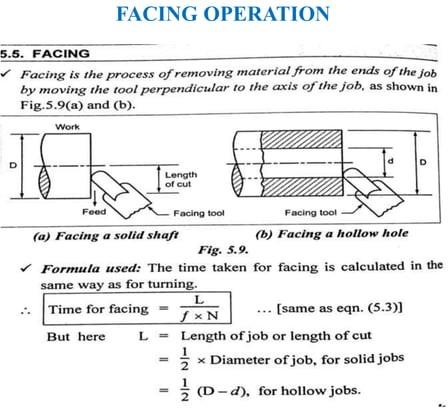 FACING OPERATION
5.5. FACING
✓ Facing is the process of removing material from the ends of the job
by moving the tool perpendicular to the axis of the job, as shown in
Fig.5.9(a) and (b).
Work
D
Length
of cut
Feed
Facing tool
d
D
Facing tool
(a) Facing a solid shaft
(b) Facing a hollow hole
Fig. 5.9.
✓ Formula used: The time taken for facing is calculated in the
same way as for turning.
∴ Time for facing = L / f × N ... [same as eqn. (5.3)]
But here L = Length of job or length of cut
= 1/2 × Diameter of job, for solid jobs
= 1/2 (D – d), for hollow jobs.